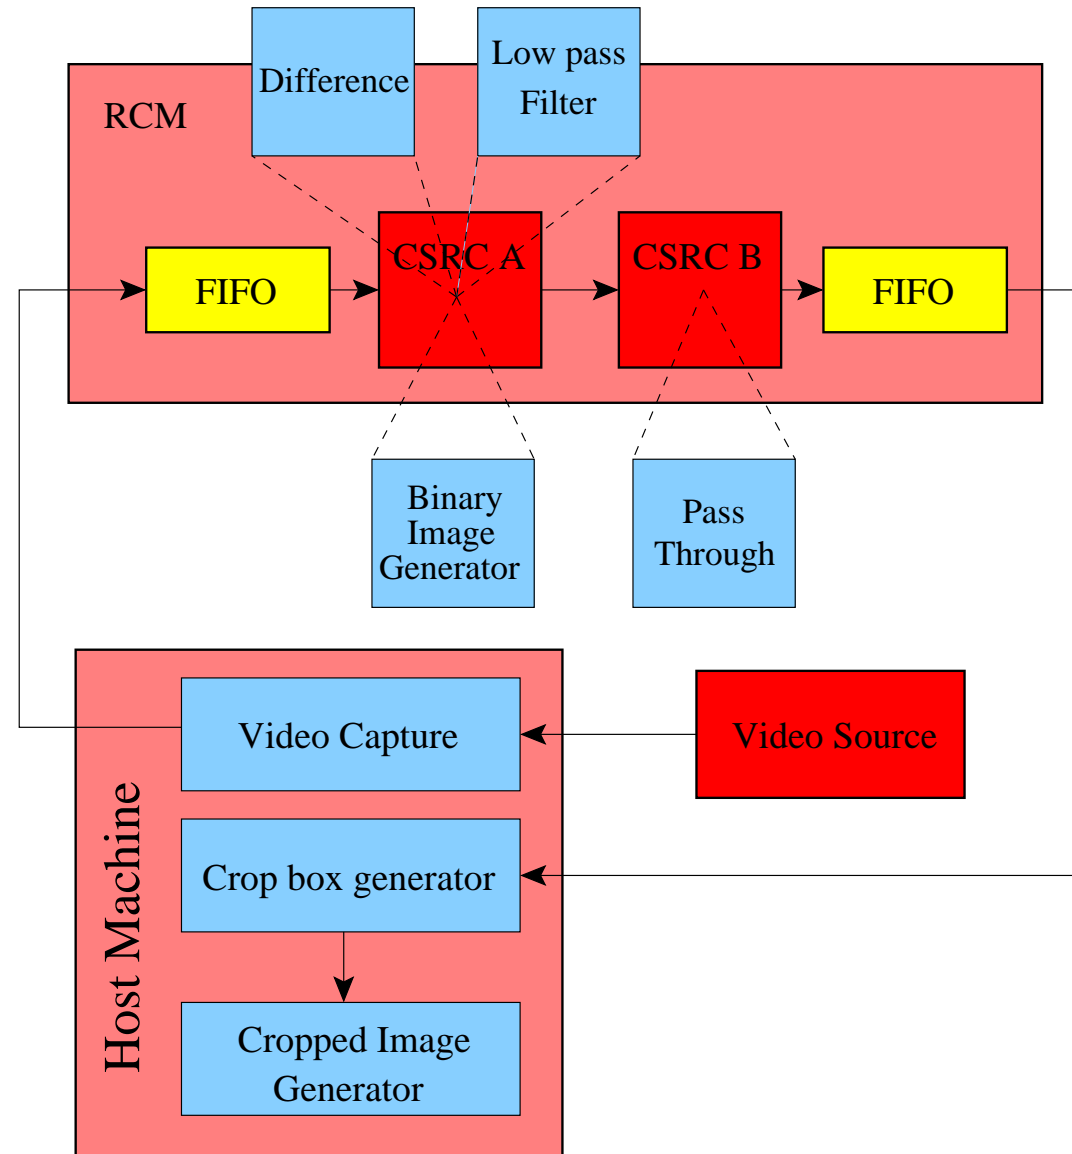 Difference
Low pass
Filter
RCM
FIFO
CSRC A
CSRC B
FIFO
Binary
Image
Generator
Pass
Through
Host Machine
Video Capture
Video Source
Crop box generator
Cropped Image
Generator